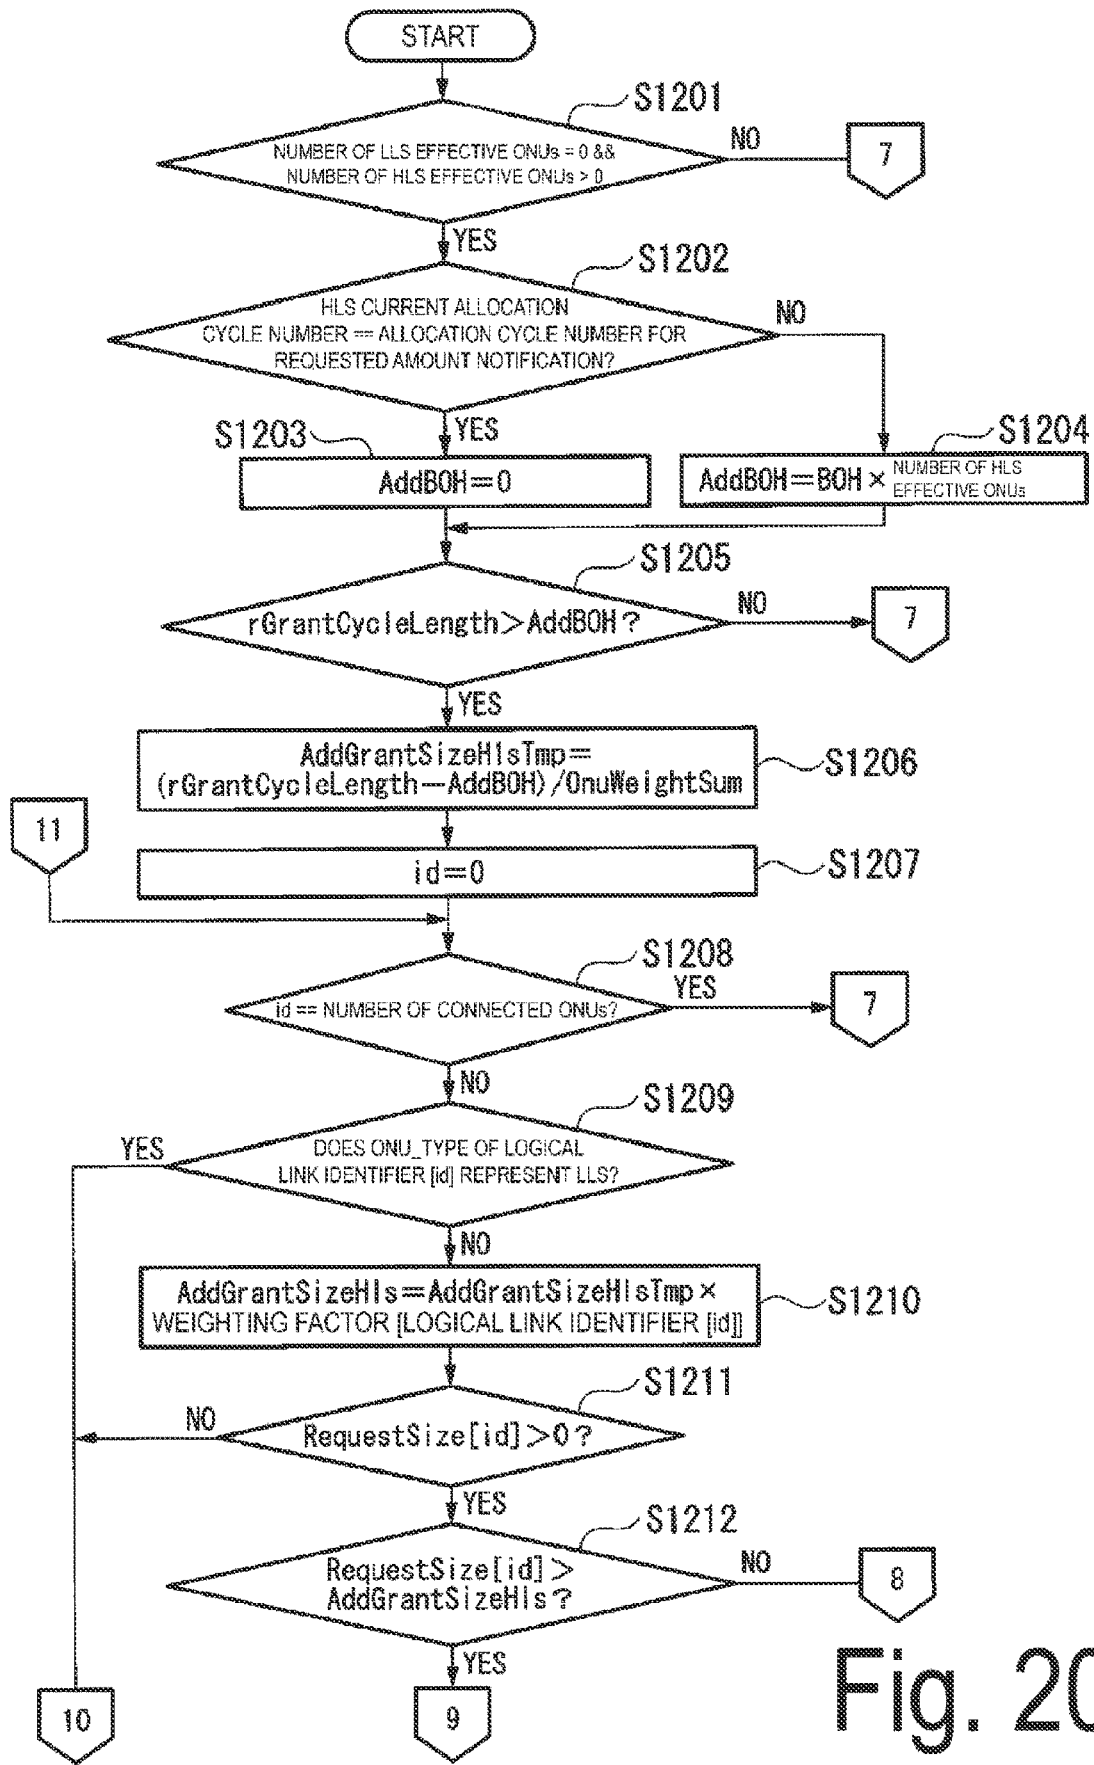 START
S1201
NUMBER OF LLS EFFECTIVE ONUs = 0 &&
NUMBER OF HLS EFFECTIVE ONUs > 0
NO
7
YES
S1202
HLS CURRENT ALLOCATION
CYCLE NUMBER == ALLOCATION CYCLE NUMBER FOR
REQUESTED AMOUNT NOTIFICATION?
NO
YES
S1203
AddBOH=0
S1204
AddBOH=BOH×NUMBER OF HLS
EFFECTIVE ONUs
S1205
rGrantCycleLength>AddBOH?
NO
7
YES
AddGrantSizeHlsTmp=
(rGrantCycleLength-AddBOH)/OnuWeightSum
S1206
11
id=0
S1207
S1208
id == NUMBER OF CONNECTED ONUs?
YES
7
NO
S1209
YES
DOES ONU_TYPE OF LOGICAL
LINK IDENTIFIER [id] REPRESENT LLS?
NO
AddGrantSizeHls=AddGrantSizeHlsTmp×
WEIGHTING FACTOR [LOGICAL LINK IDENTIFIER [id]]
S1210
S1211
NO
RequestSize[id]>0?
YES
S1212
RequestSize[id]>
AddGrantSizeHls?
NO
8
YES
10
9
Fig. 20